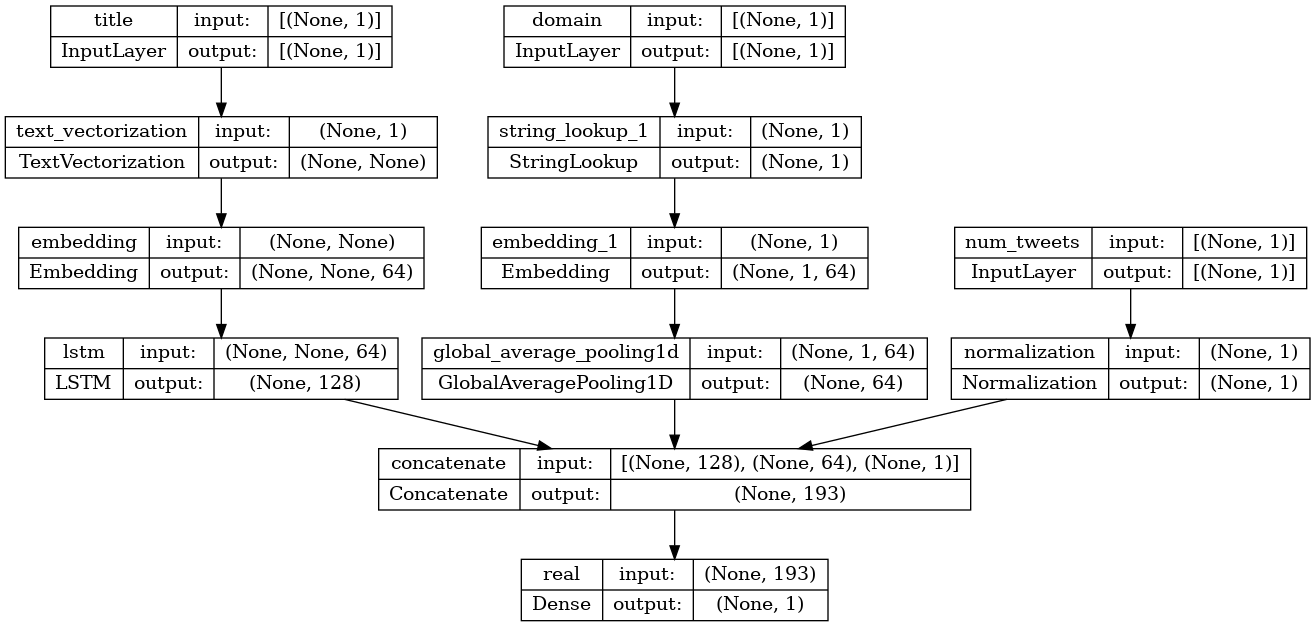 title input: [(None, 1)]
InputLayer output: [(None, 1)]
domain input: [(None, 1)]
InputLayer output: [(None, 1)]
text_vectorization input: (None, 1)
TextVectorization output: (None, None)
string_lookup_1 input: (None, 1)
StringLookup output: (None, 1)
embedding input: (None, None)
Embedding output: (None, None, 64)
embedding_1 input: (None, 1)
Embedding output: (None, 1, 64)
num_tweets input: [(None, 1)]
InputLayer output: [(None, 1)]
lstm input: (None, None, 64)
LSTM output: (None, 128)
global_average_pooling1d input: (None, 1, 64)
GlobalAveragePooling1D output: (None, 64)
normalization input: (None, 1)
Normalization output: (None, 1)
concatenate input: [(None, 128), (None, 64), (None, 1)]
Concatenate output: (None, 193)
real input: (None, 193)
Dense output: (None, 1)